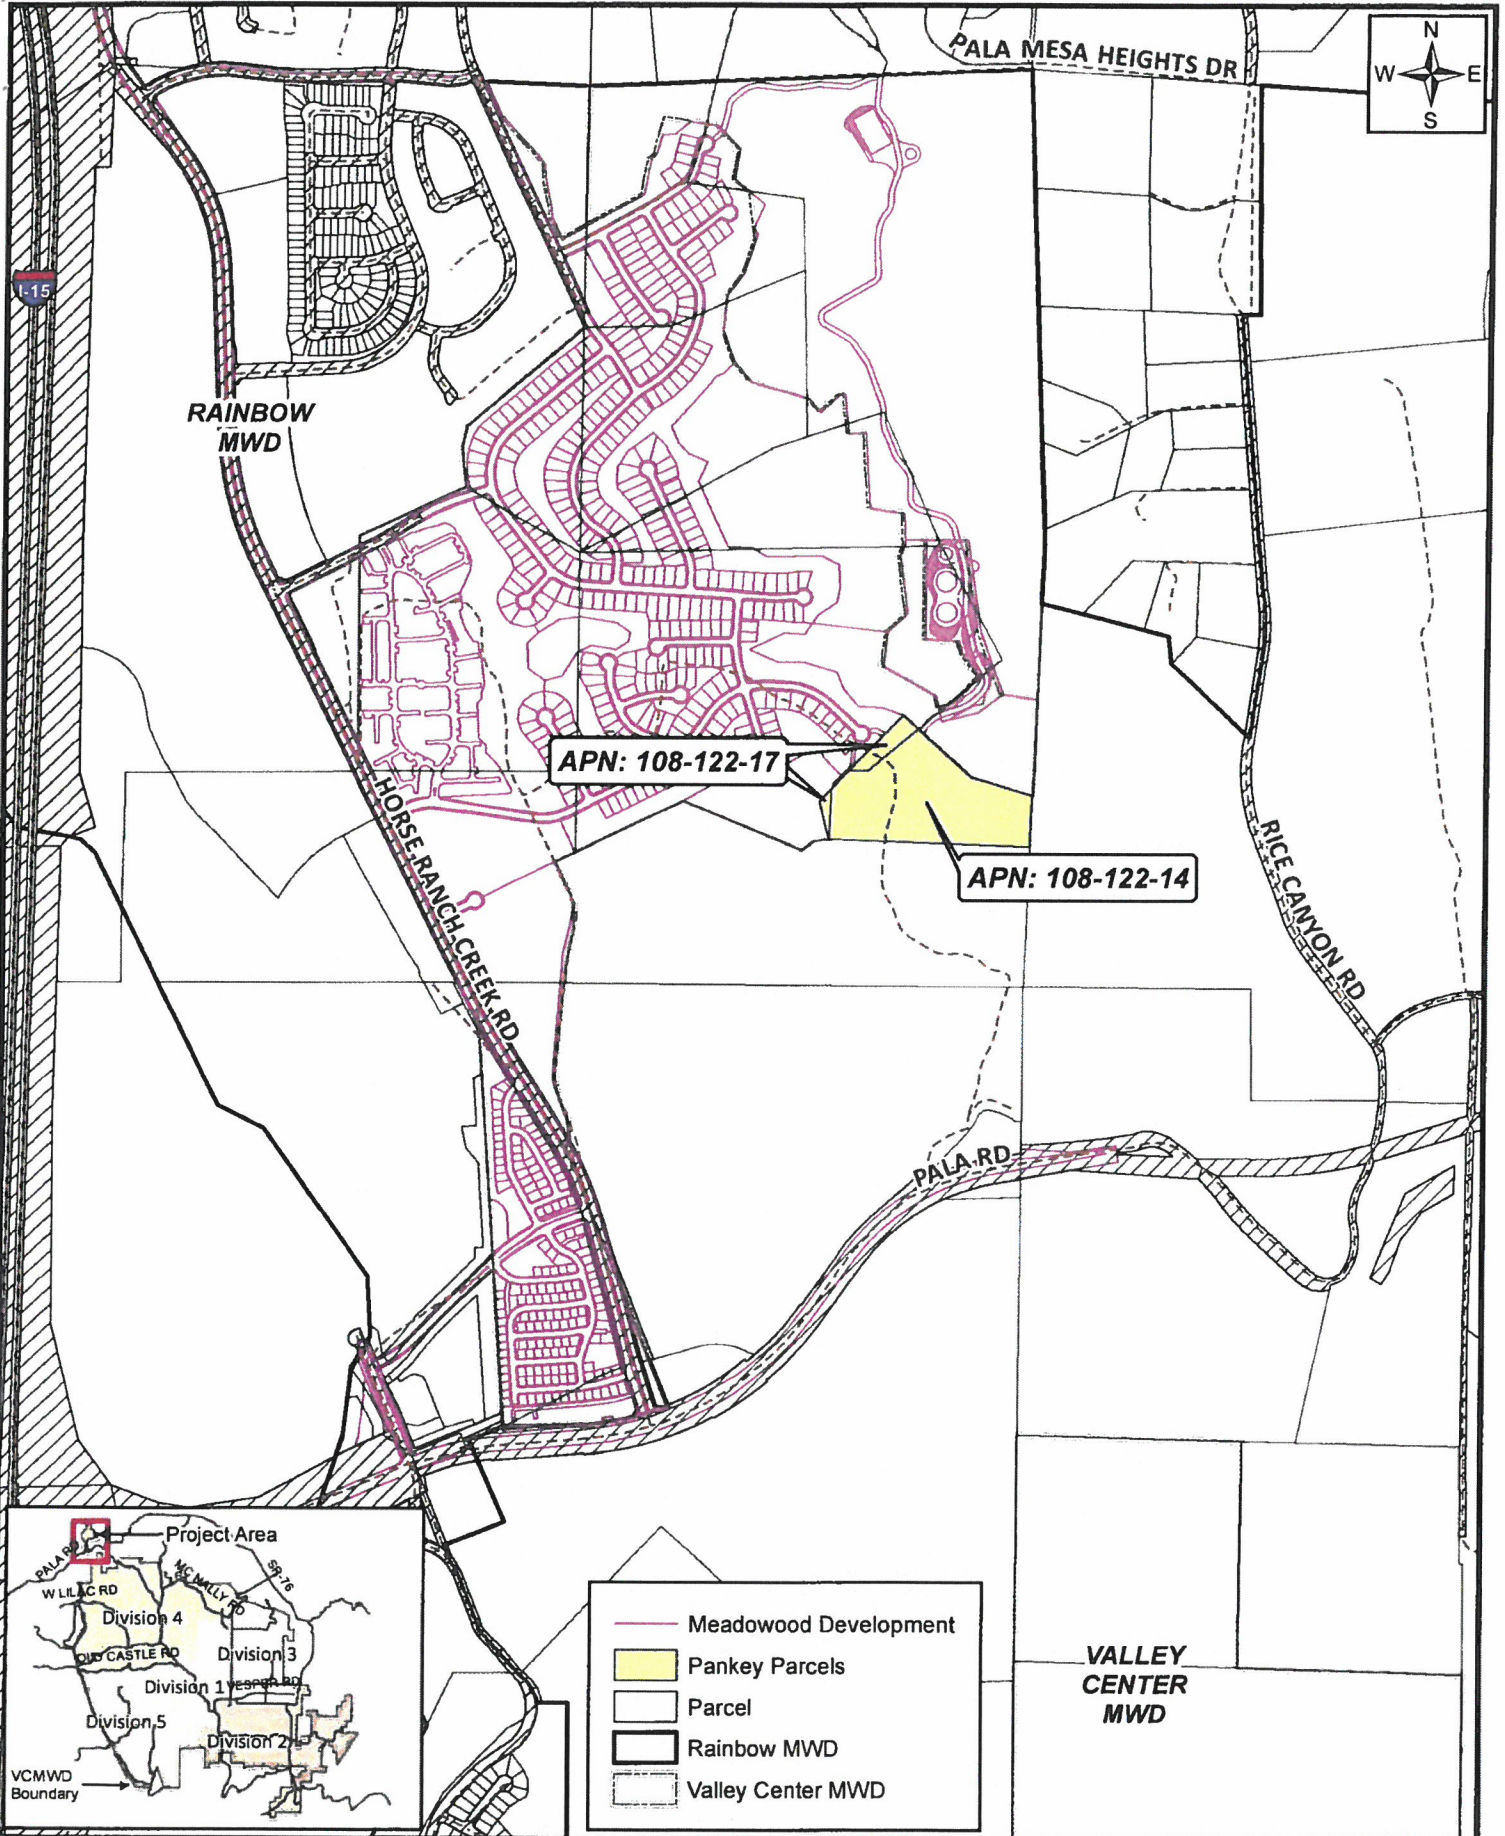 PALA MESA HEIGHTS DR
N
W E
S
I-15
RAINBOW
MWD
APN: 108-122-17
APN: 108-122-14
HORSE RANCH CREEK RD
RICE CANYON RD
PALA RD
Project Area
PALA RD
SR-76
MC NALLY RD
W LILAC RD
Division 4
OLD CASTLE RD
Division 3
Division 1
VESPER RD
Division 5
Division 2
VCMWD
Boundary
Meadowood Development
Pankey Parcels
Parcel
Rainbow MWD
Valley Center MWD
VALLEY
CENTER
MWD